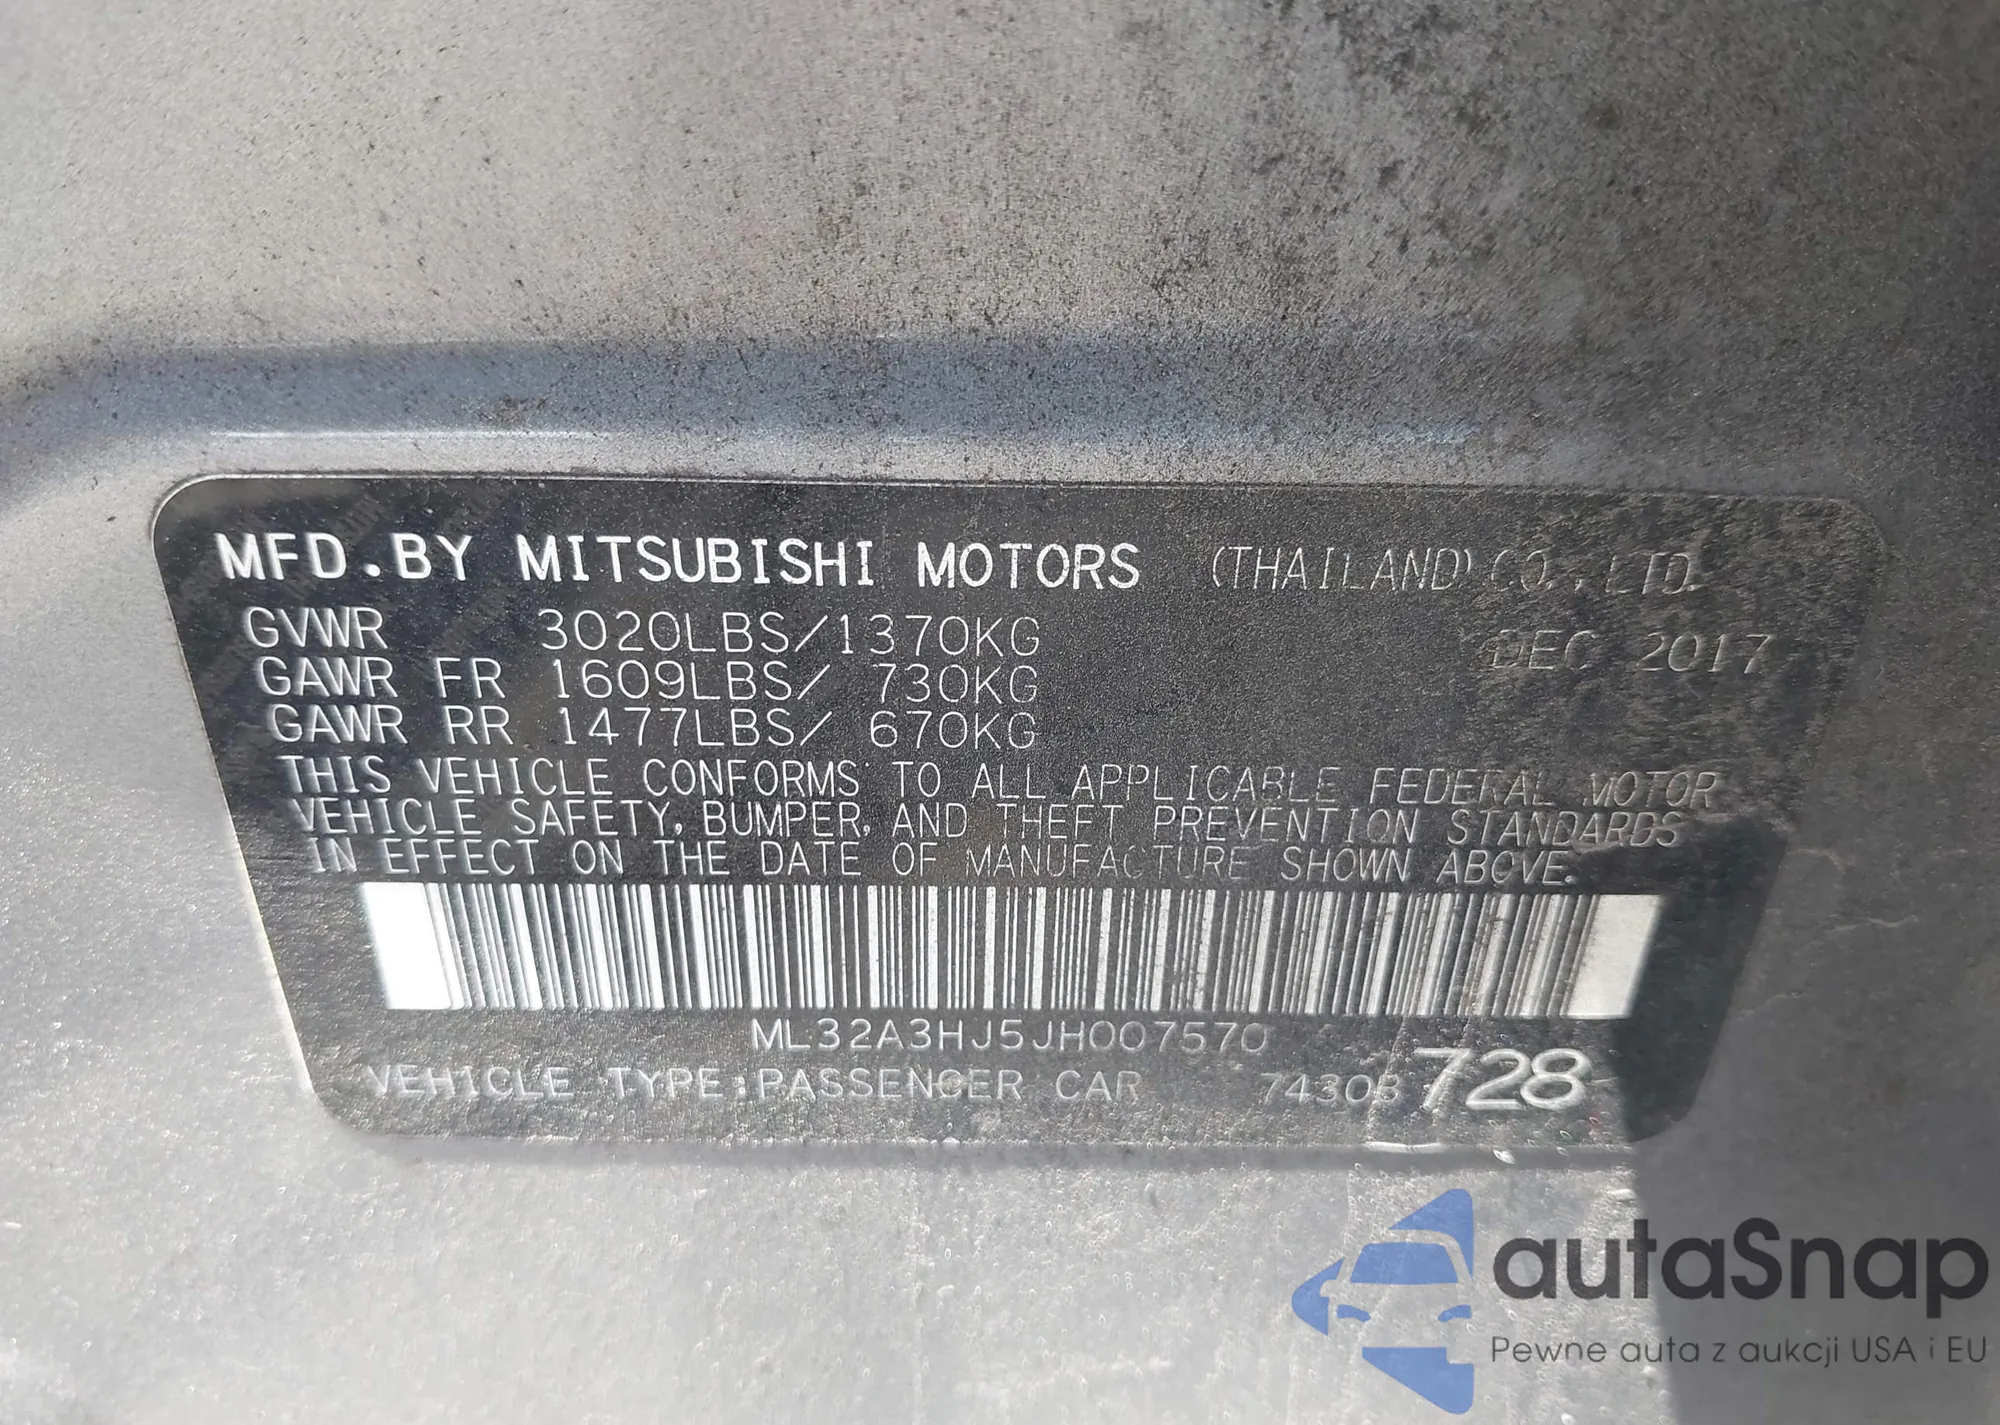 MFD.BY MITSUBISHI MOTORS (THAILAND) CO.,LTD.
GVWR 3020LBS/1370KG DEC 2017
GAWR FR 1609LBS/ 730KG
GAWR RR 1477LBS/ 670KG
THIS VEHICLE CONFORMS TO ALL APPLICABLE FEDERAL MOTOR
VEHICLE SAFETY, BUMPER, AND THEFT PREVENTION STANDARDS
IN EFFECT ON THE DATE OF MANUFACTURE SHOWN ABOVE.
ML32A3HJ5JH007570
VEHICLE TYPE:PASSENGER CAR 7430B 728
autaSnap
Pewne auta z aukcji USA i EU